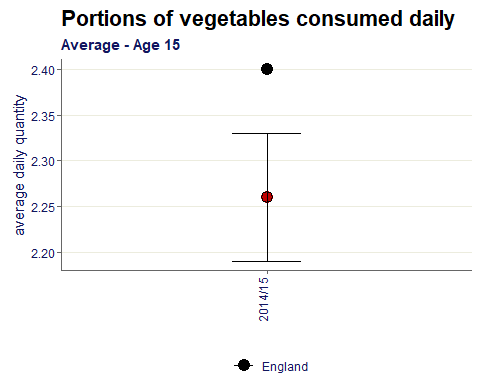 Portions of vegetables consumed daily
Average - Age 15
average daily quantity
2.40
2.35
2.30
2.25
2.20
2014/15
England